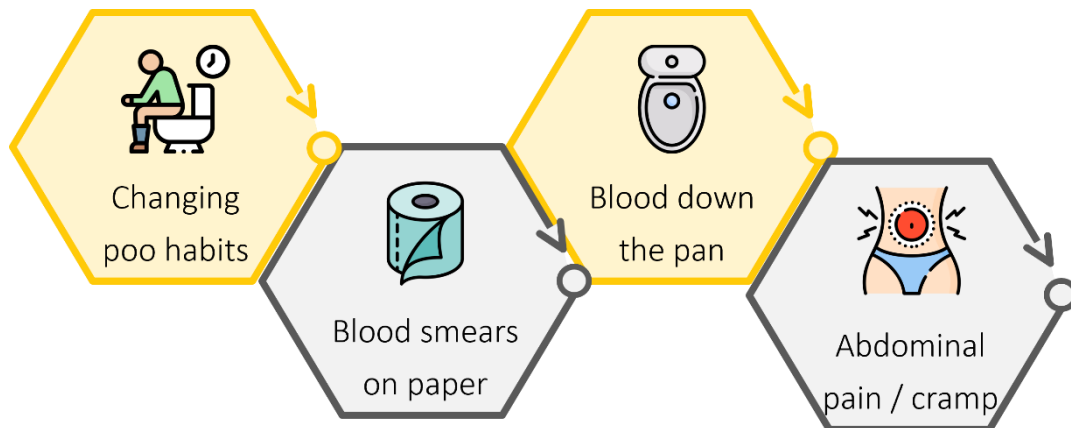 Changing
poo habits
Blood smears
on paper
Blood down
the pan
Abdominal
pain / cramp